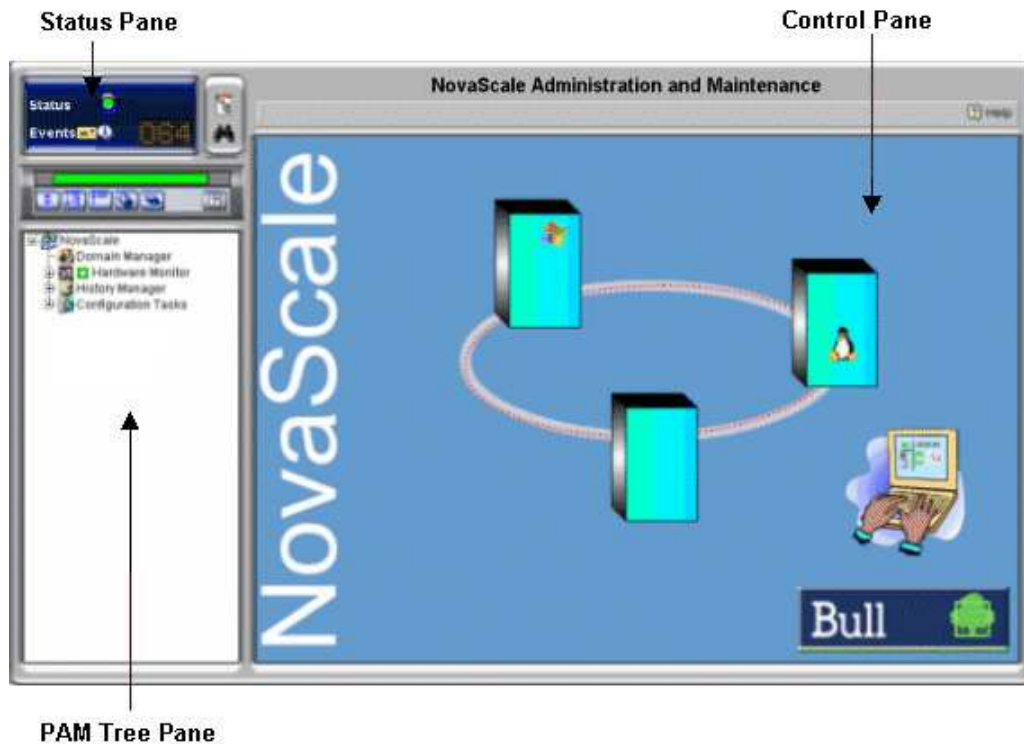 Status Pane
Control Pane
NovaScale Administration and Maintenance
Status
Help
Events
064
NovaScale
Domain Manager
Hardware Monitor
History Manager
Configuration Tasks
NovaScale
Bull
PAM Tree Pane